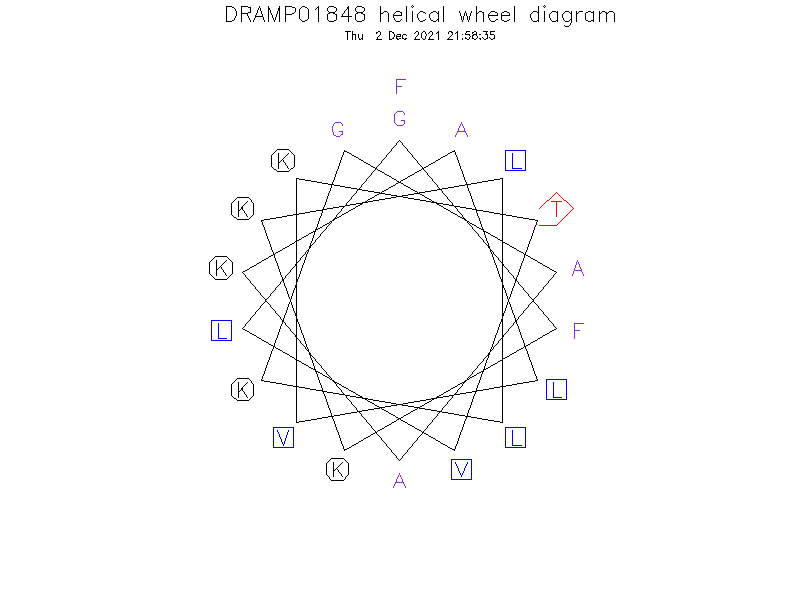 DRAMP01848 helical wheel diagram
Thu 2 Dec 2021 21:58:35
F
G
G A
K L
K T
K A
L F
K L
V L
K V
A